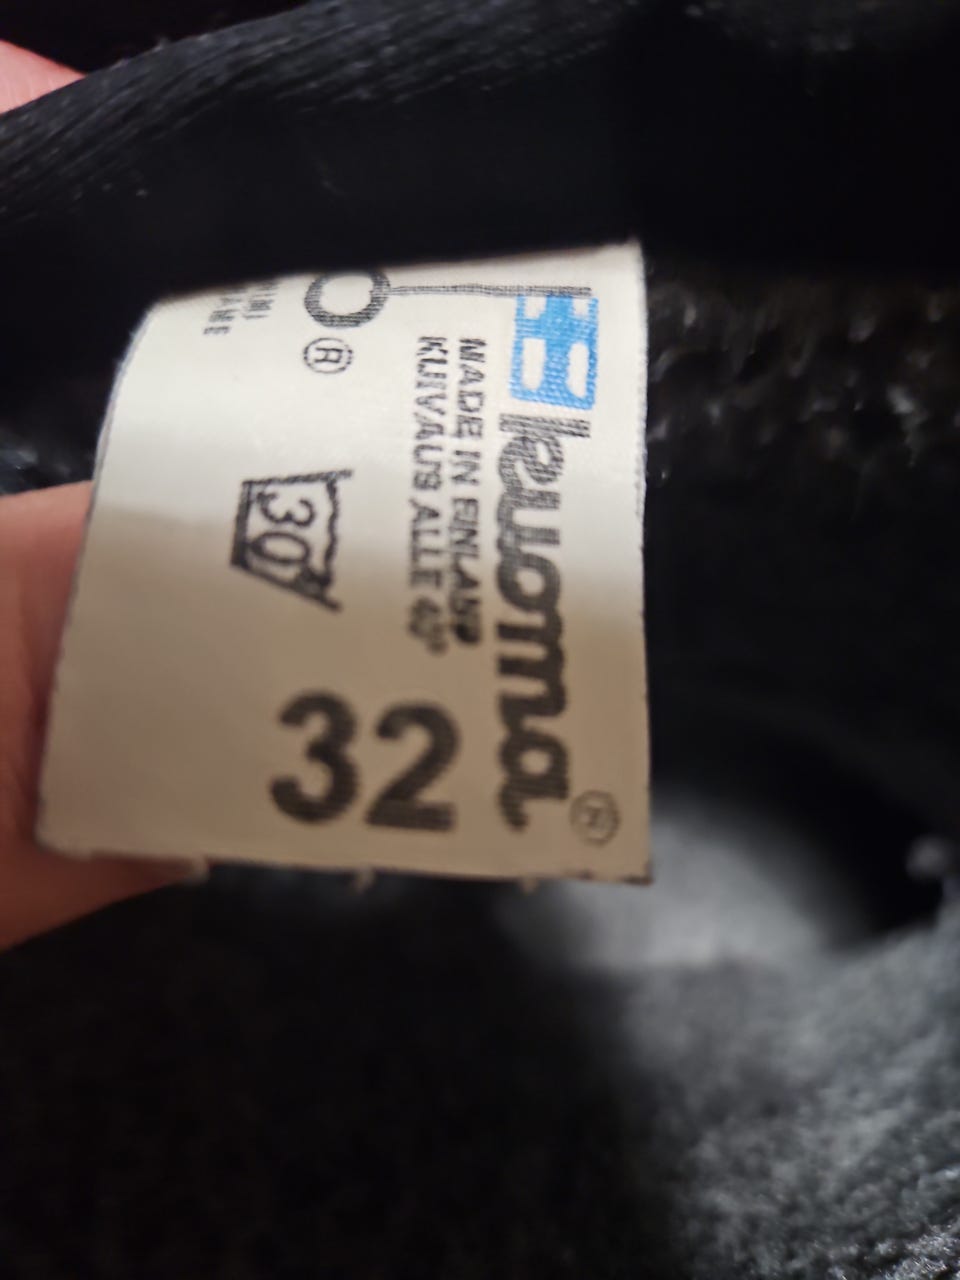 kuoma
MADE IN FINLAND
KUIVAUS ALLE 40°
®
30
32